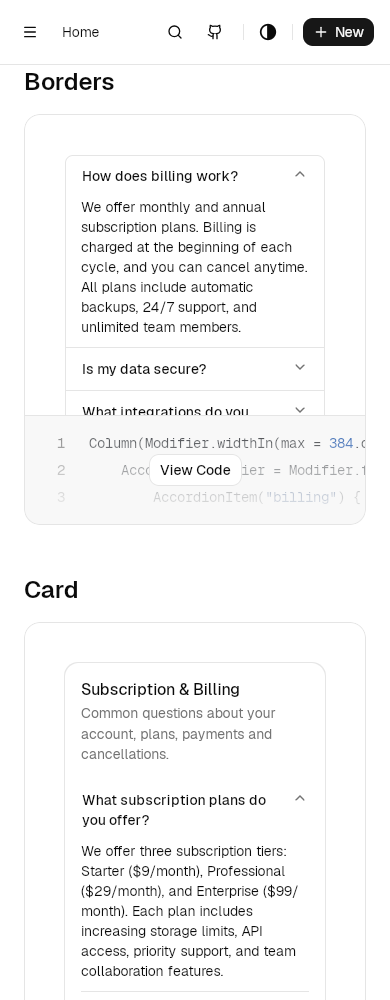 Home
New
Borders
How does billing work?
We offer monthly and annual
subscription plans. Billing is
charged at the beginning of each
cycle, and you can cancel anytime.
All plans include automatic
backups, 24/7 support, and
unlimited team members.
Is my data secure?
What integrations do you
1 Column(Modifier.widthIn(max = 384.d
2 Acco ier = Modifier.f
View Code
3 AccordionItem("billing") {
Card
Subscription & Billing
Common questions about your
account, plans, payments and
cancellations.
What subscription plans do
you offer?
We offer three subscription tiers:
Starter ($9/month), Professional
($29/month), and Enterprise ($99/
month). Each plan includes
increasing storage limits, API
access, priority support, and team
collaboration features.